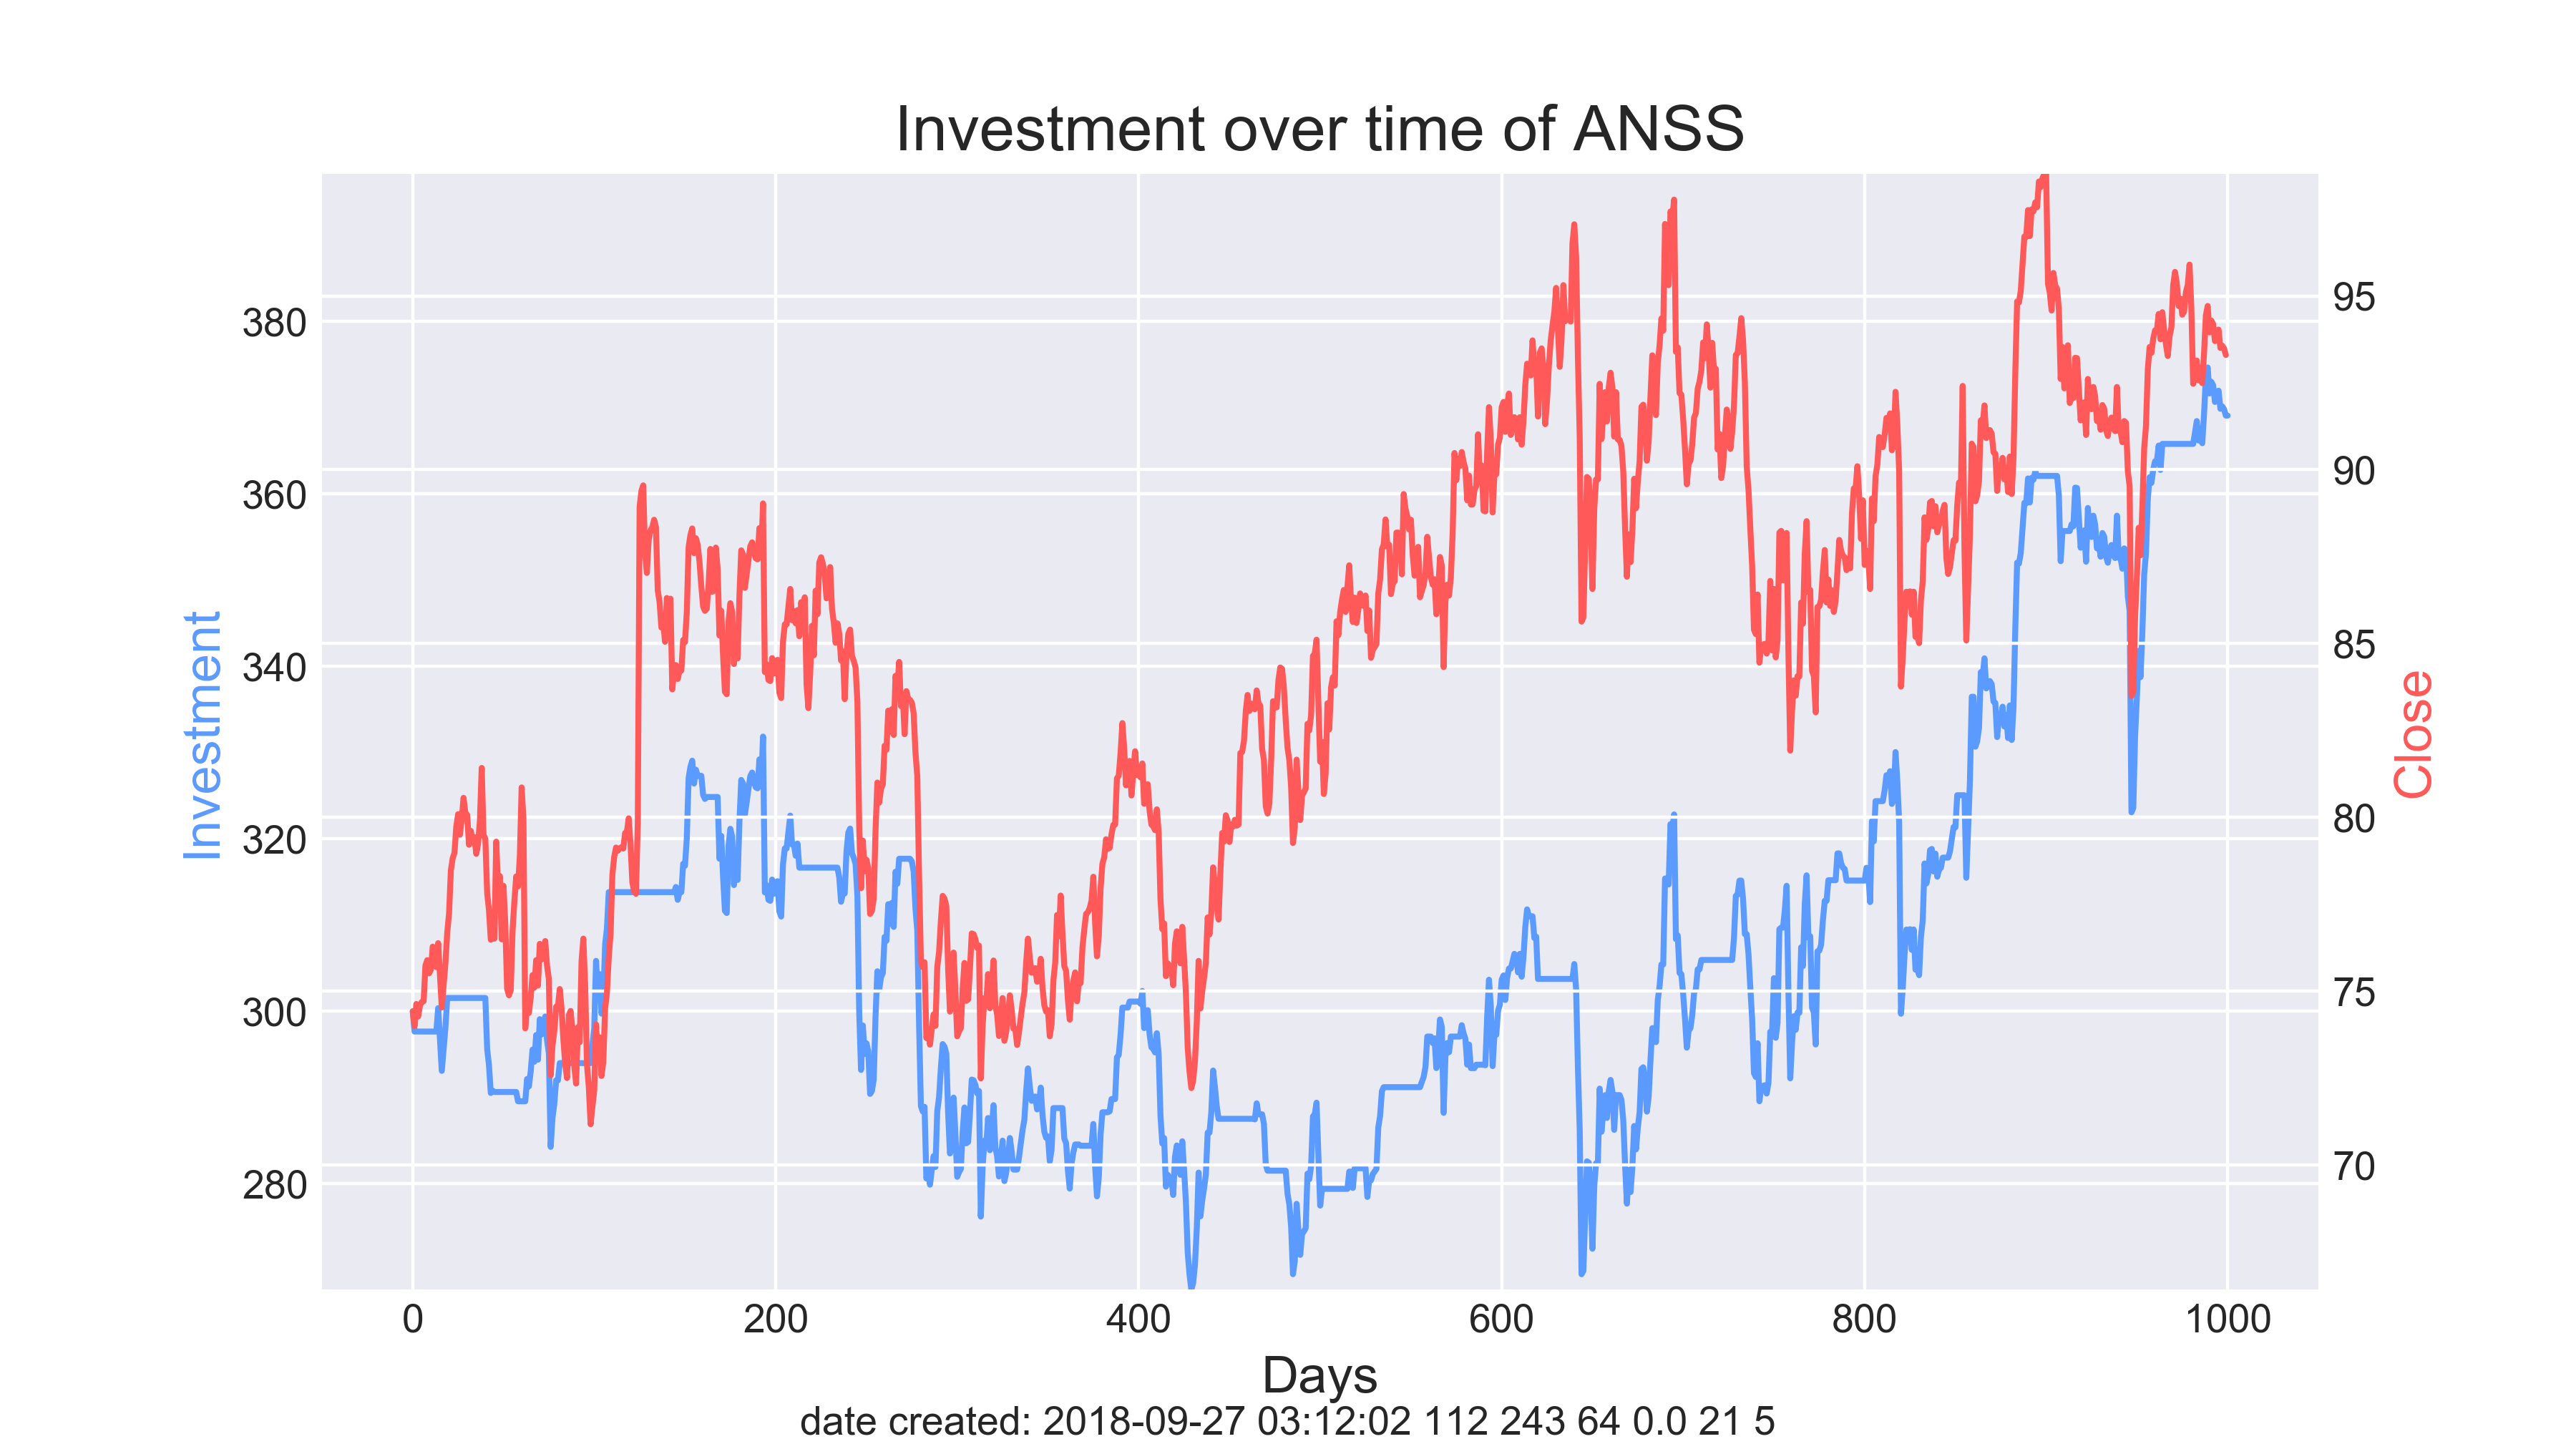 Investment over time of ANSS
380
360
340
320
300
280
Investment
95
90
85
80
75
70
Close
0 200 400 600 800 1000
Days
date created: 2018-09-27 03:12:02 112 243 64 0.0 21 5